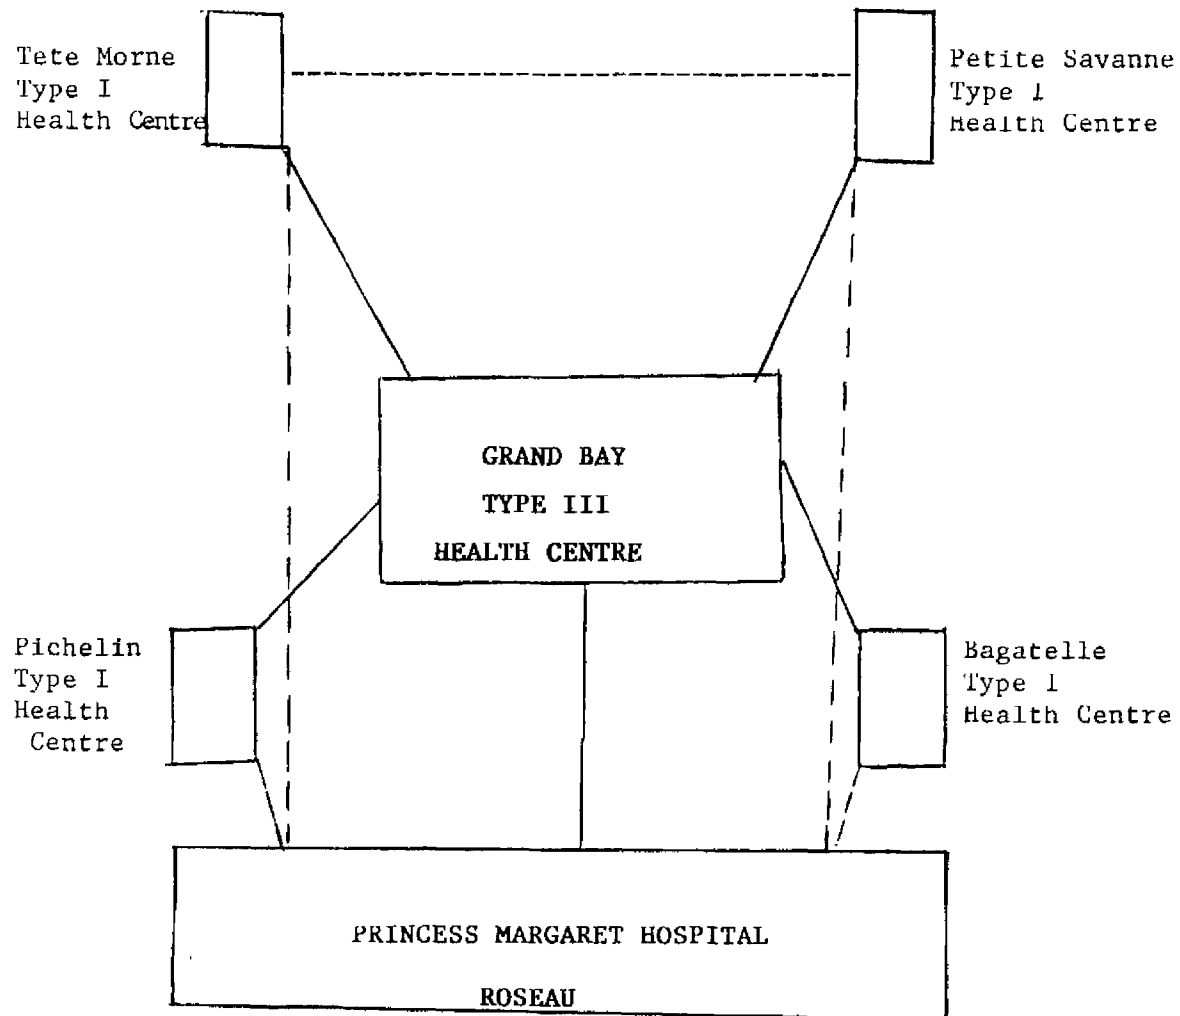 Tete Morne
Type I
Health Centre
Petite Savanne
Type I
Health Centre
GRAND BAY
TYPE III
HEALTH CENTRE
Pichelin
Type I
Health
Centre
Bagatelle
Type I
Health Centre
PRINCESS MARGARET HOSPITAL
ROSEAU